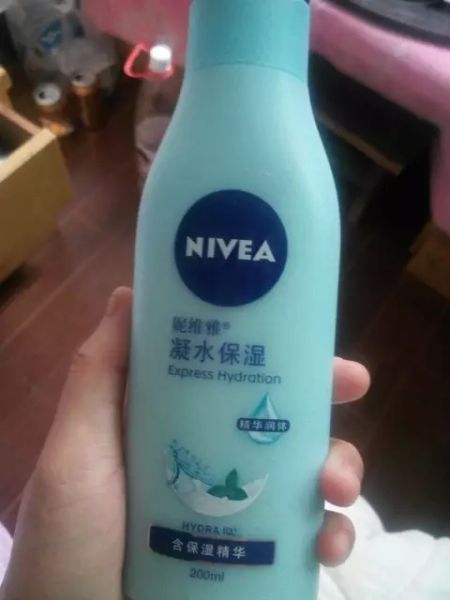 NIVEA
妮维雅®
凝水保湿
Express Hydration
精华润体
HYDRA IQ
含保湿精华
200ml